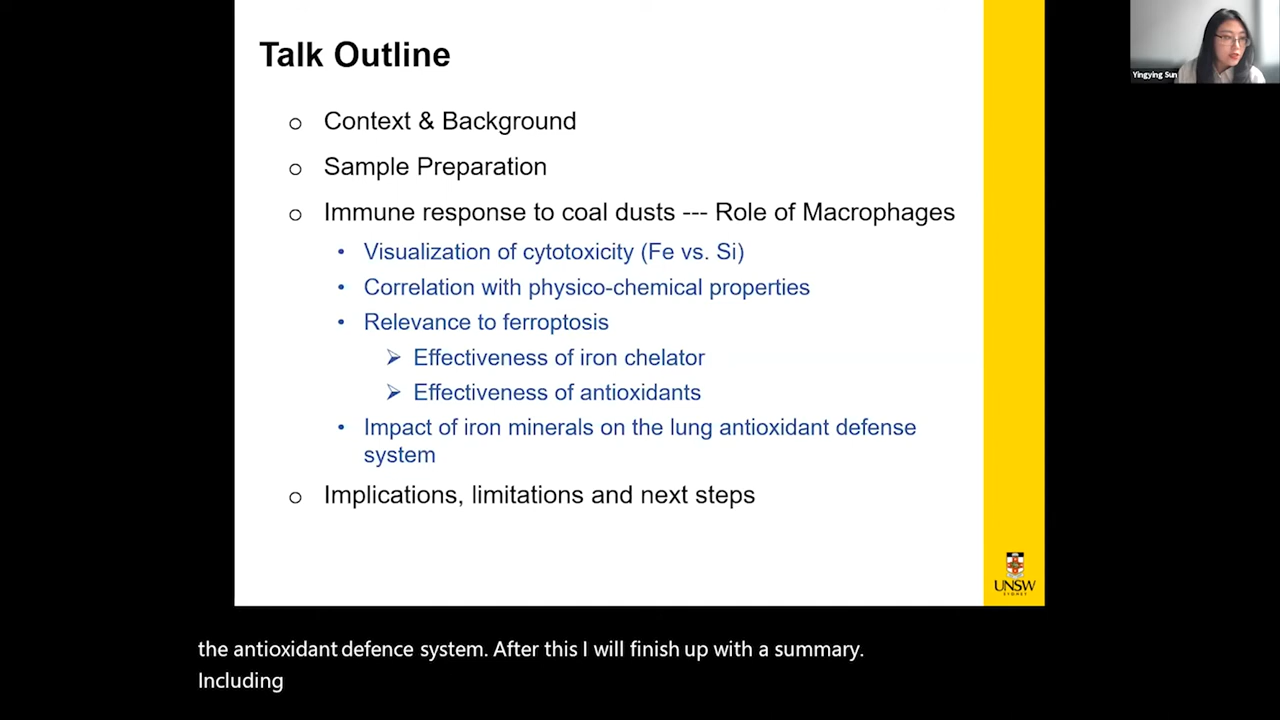 Talk Outline
Yingying Sun
o Context & Background
o Sample Preparation
o Immune response to coal dusts --- Role of Macrophages
• Visualization of cytotoxicity (Fe vs. Si)
• Correlation with physico-chemical properties
• Relevance to ferroptosis
➢ Effectiveness of iron chelator
➢ Effectiveness of antioxidants
• Impact of iron minerals on the lung antioxidant defense
system
o Implications, limitations and next steps
UNSW
SYDNEY
the antioxidant defence system. After this I will finish up with a summary.
Including